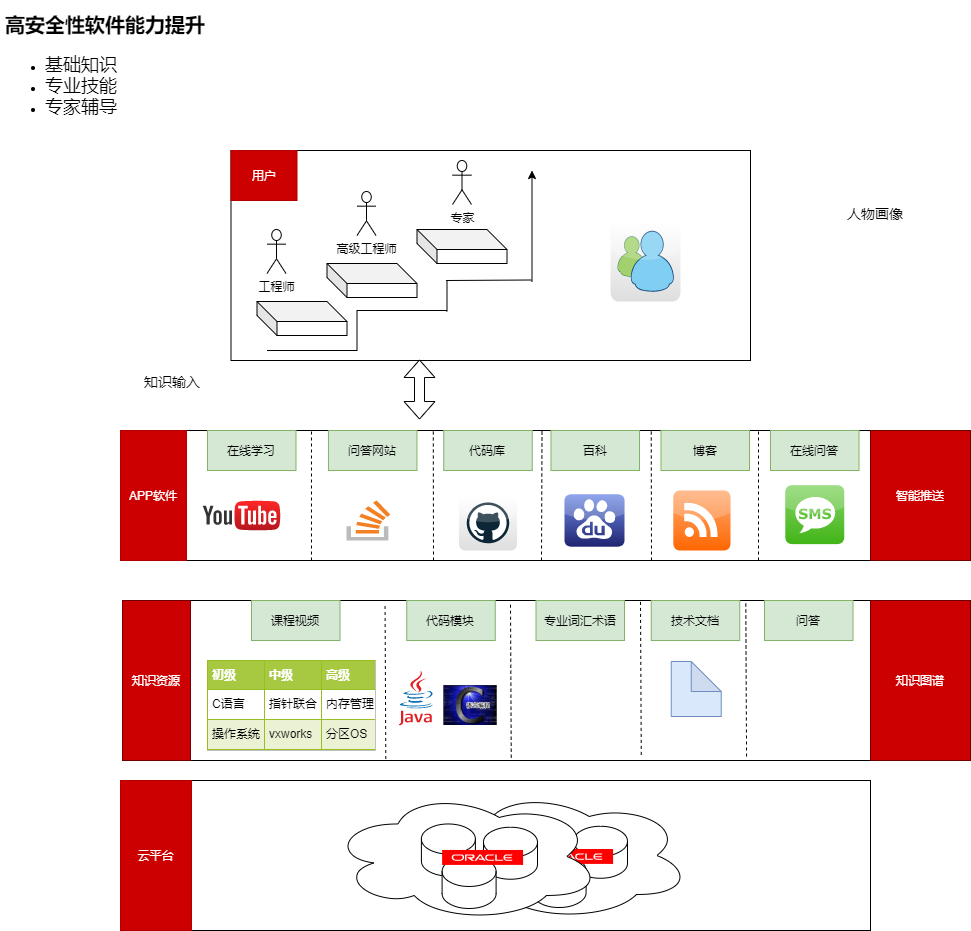 高安全性软件能力提升
基础知识
专业技能
专家辅导
用户
专家
高级工程师
工程师
人物画像
知识输入
APP软件
在线学习
问答网站
代码库
百科
博客
在线问答
智能推送
YouTube
du
SMS
知识资源
课程视频
代码模块
专业词汇术语
技术文档
问答
知识图谱
初级 中级 高级
C语言 指针联合 内存管理
操作系统 vxworks 分区OS
Java
C
云平台
ORACLE
ACLE